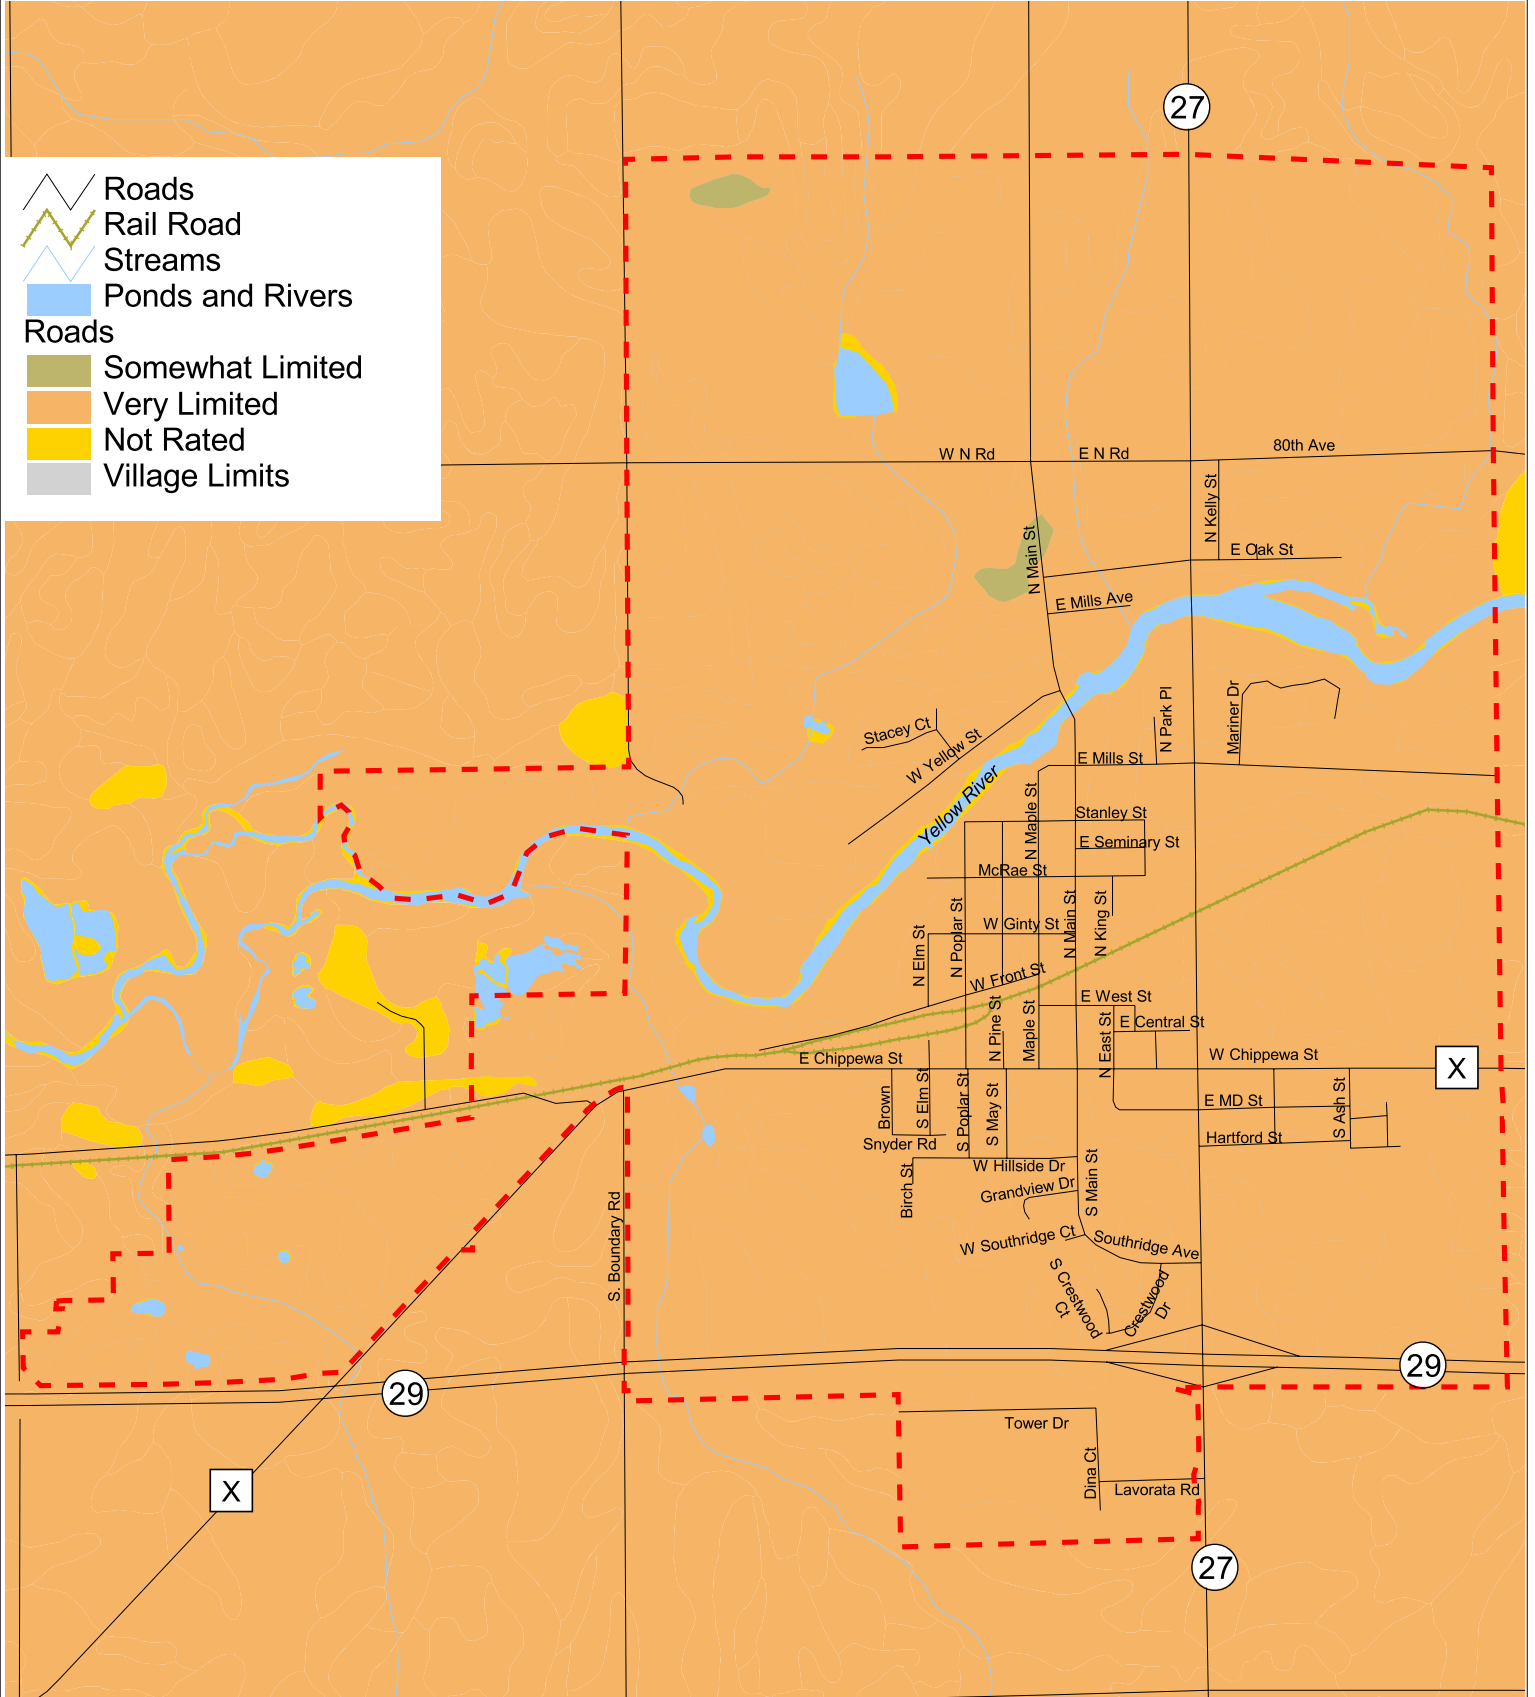 27
Roads
Rail Road
Streams
Ponds and Rivers
Roads
Somewhat Limited
Very Limited
Not Rated
Village Limits
W N Rd
E N Rd
80th Ave
N Kelly St
E Oak St
N Main St
E Mills Ave
N Park Pl
Mariner Dr
Stacey Ct
W Yellow St
E Mills St
Yellow River
N Maple St
Stanley St
E Seminary St
McRae St
N Poplar St
W Ginty St
N Main St
N King St
N Elm St
W Front St
E West St
N Pine St
Maple St
N East St
E Central St
E Chippewa St
W Chippewa St
X
Brown
S Elm St
S Poplar St
S May St
E MD St
S Ash St
Snyder Rd
Hartford St
W Hillside Dr
Birch St
Grandview Dr
S Main St
S. Boundary Rd
W Southridge Ct
Southridge Ave
S Crestwood
Ct
Crestwood
Dr
29
29
Tower Dr
Dina Ct
Lavorata Rd
X
27